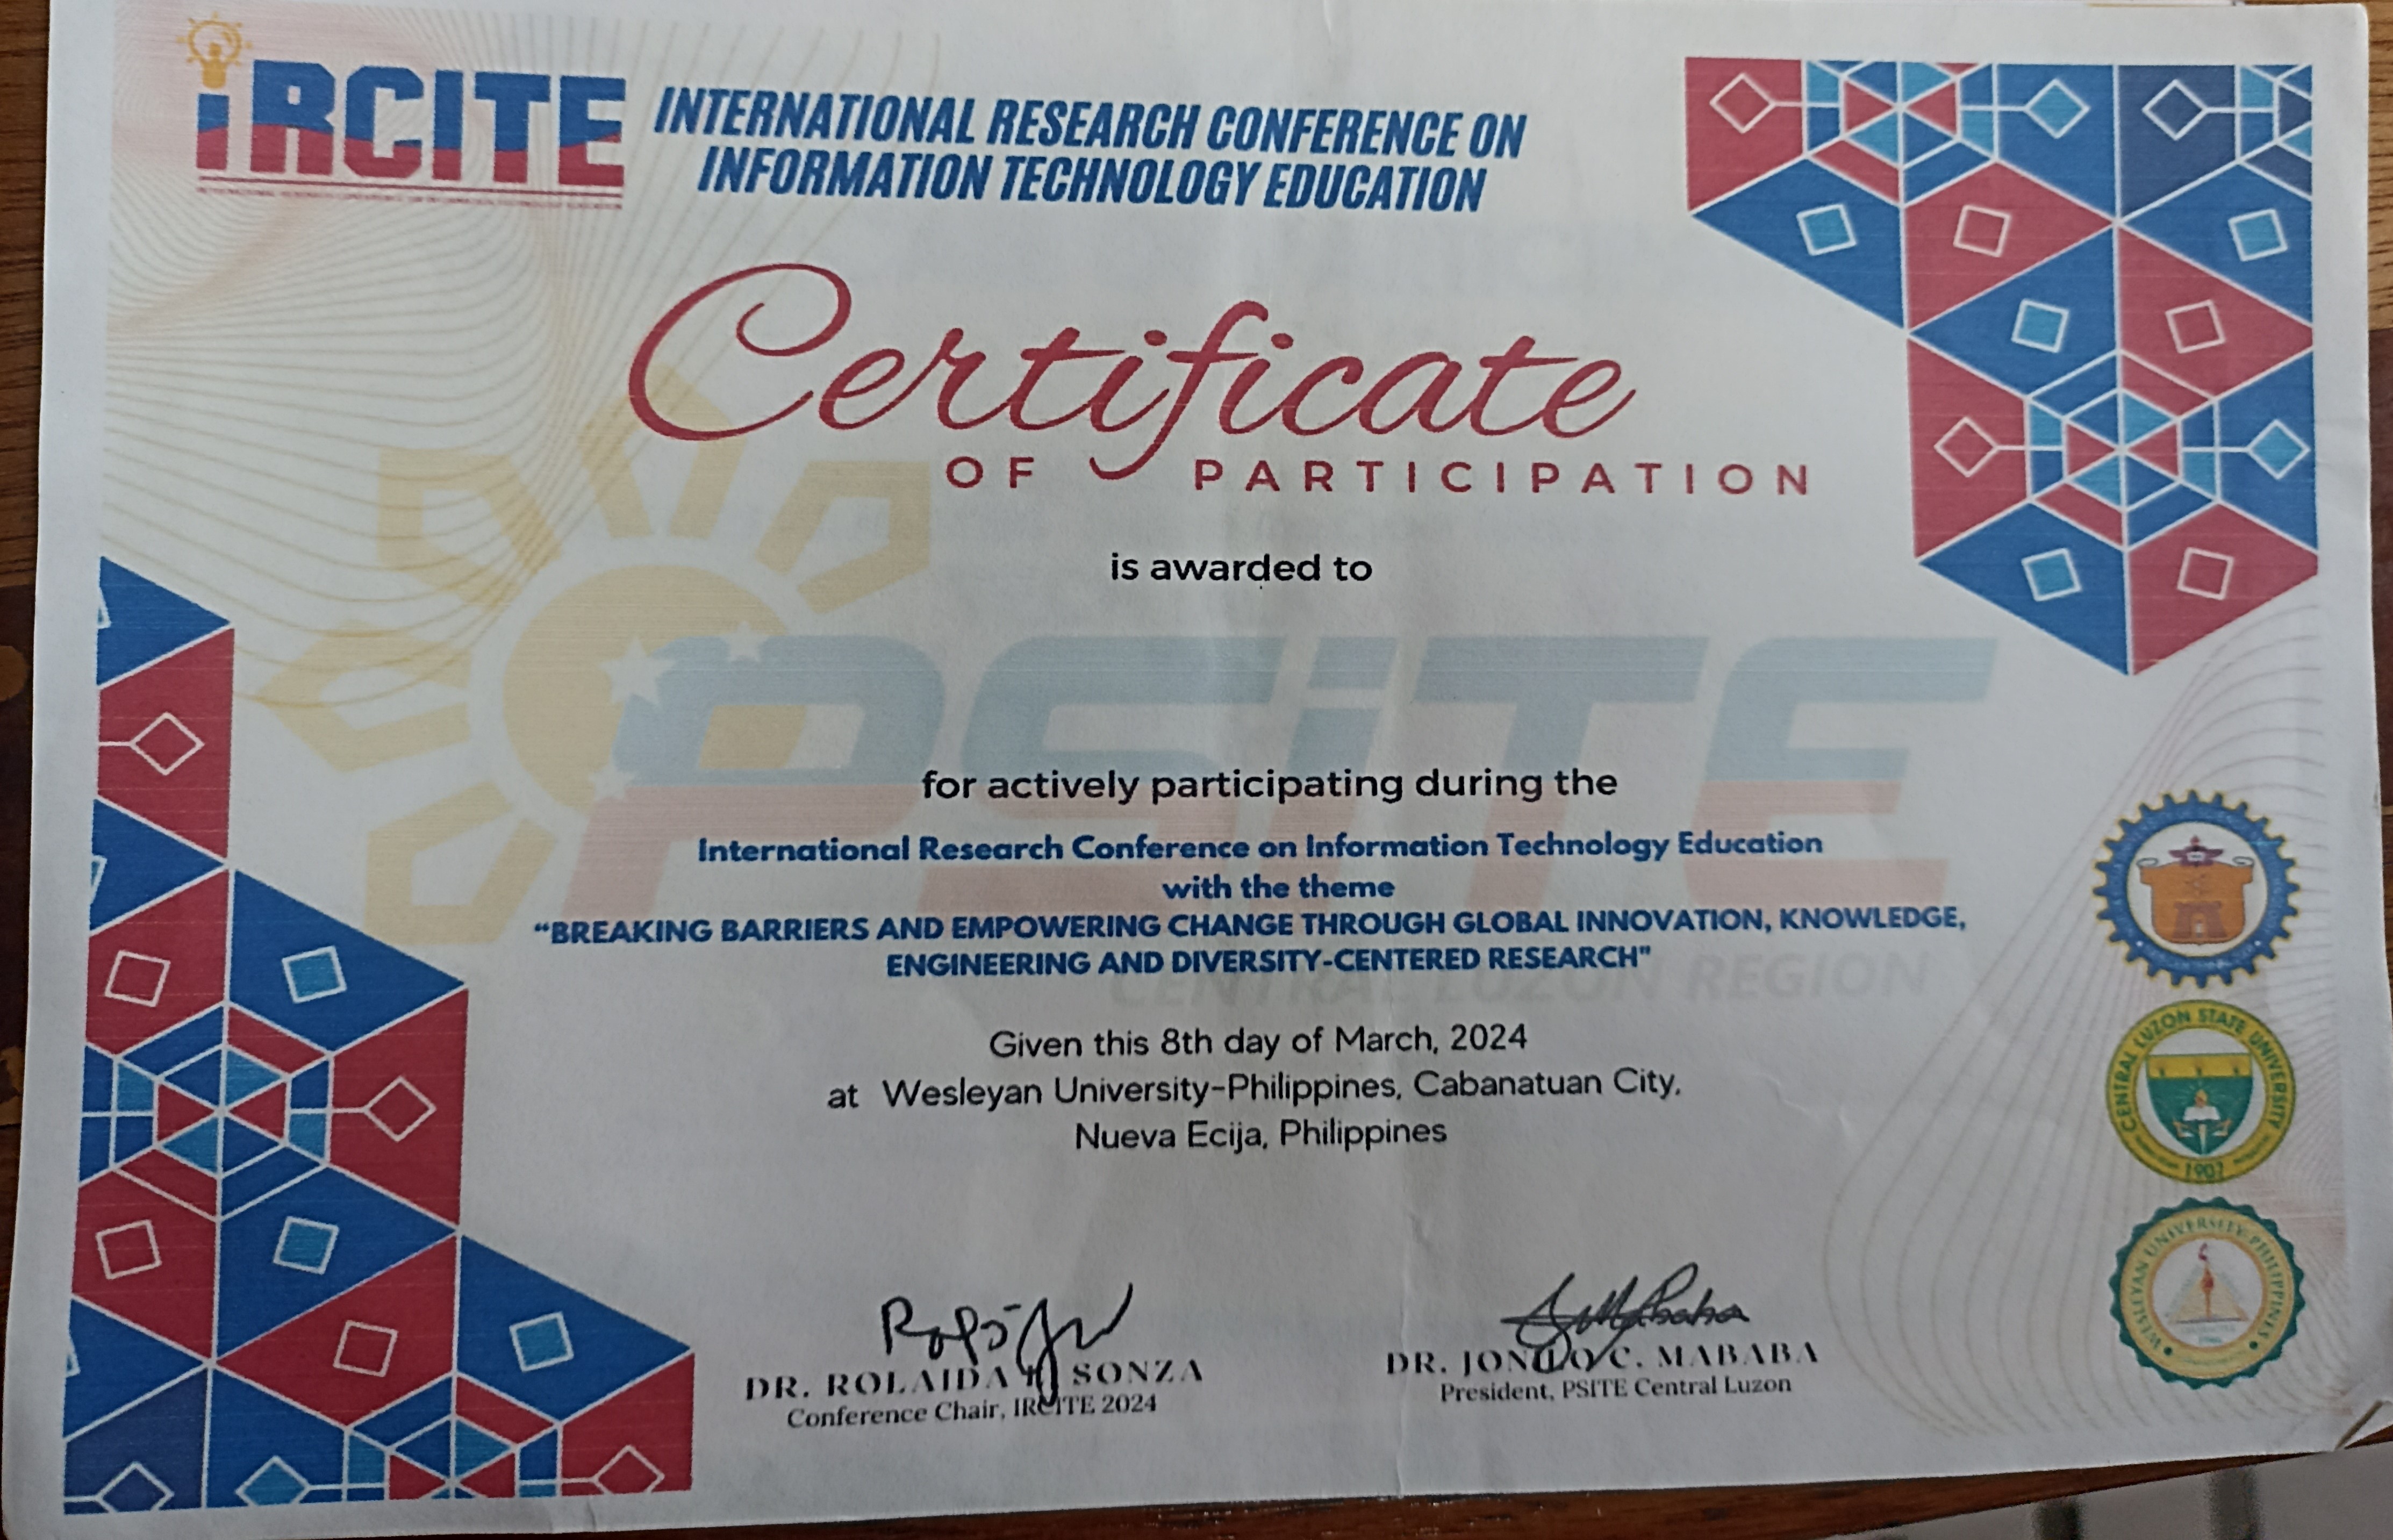 iRCITE
INTERNATIONAL RESEARCH CONFERENCE ON
INFORMATION TECHNOLOGY EDUCATION
Certificate
OF PARTICIPATION
is awarded to
PSiTE
for actively participating during the
International Research Conference on Information Technology Education
with the theme
“BREAKING BARRIERS AND EMPOWERING CHANGE THROUGH GLOBAL INNOVATION, KNOWLEDGE,
ENGINEERING AND DIVERSITY-CENTERED RESEARCH"
CENTRAL LUZON REGION
Given this 8th day of March, 2024
at Wesleyan University-Philippines, Cabanatuan City,
Nueva Ecija, Philippines
DR. ROLAIDA SONZA
Conference Chair, IRCITE 2024
DR. C. MABABA
President, PSITE Central Luzon
CENTRAL LUZON STATE UNIVERSITY
1907
WESLEYAN UNIVERSITY-PHILIPPINES